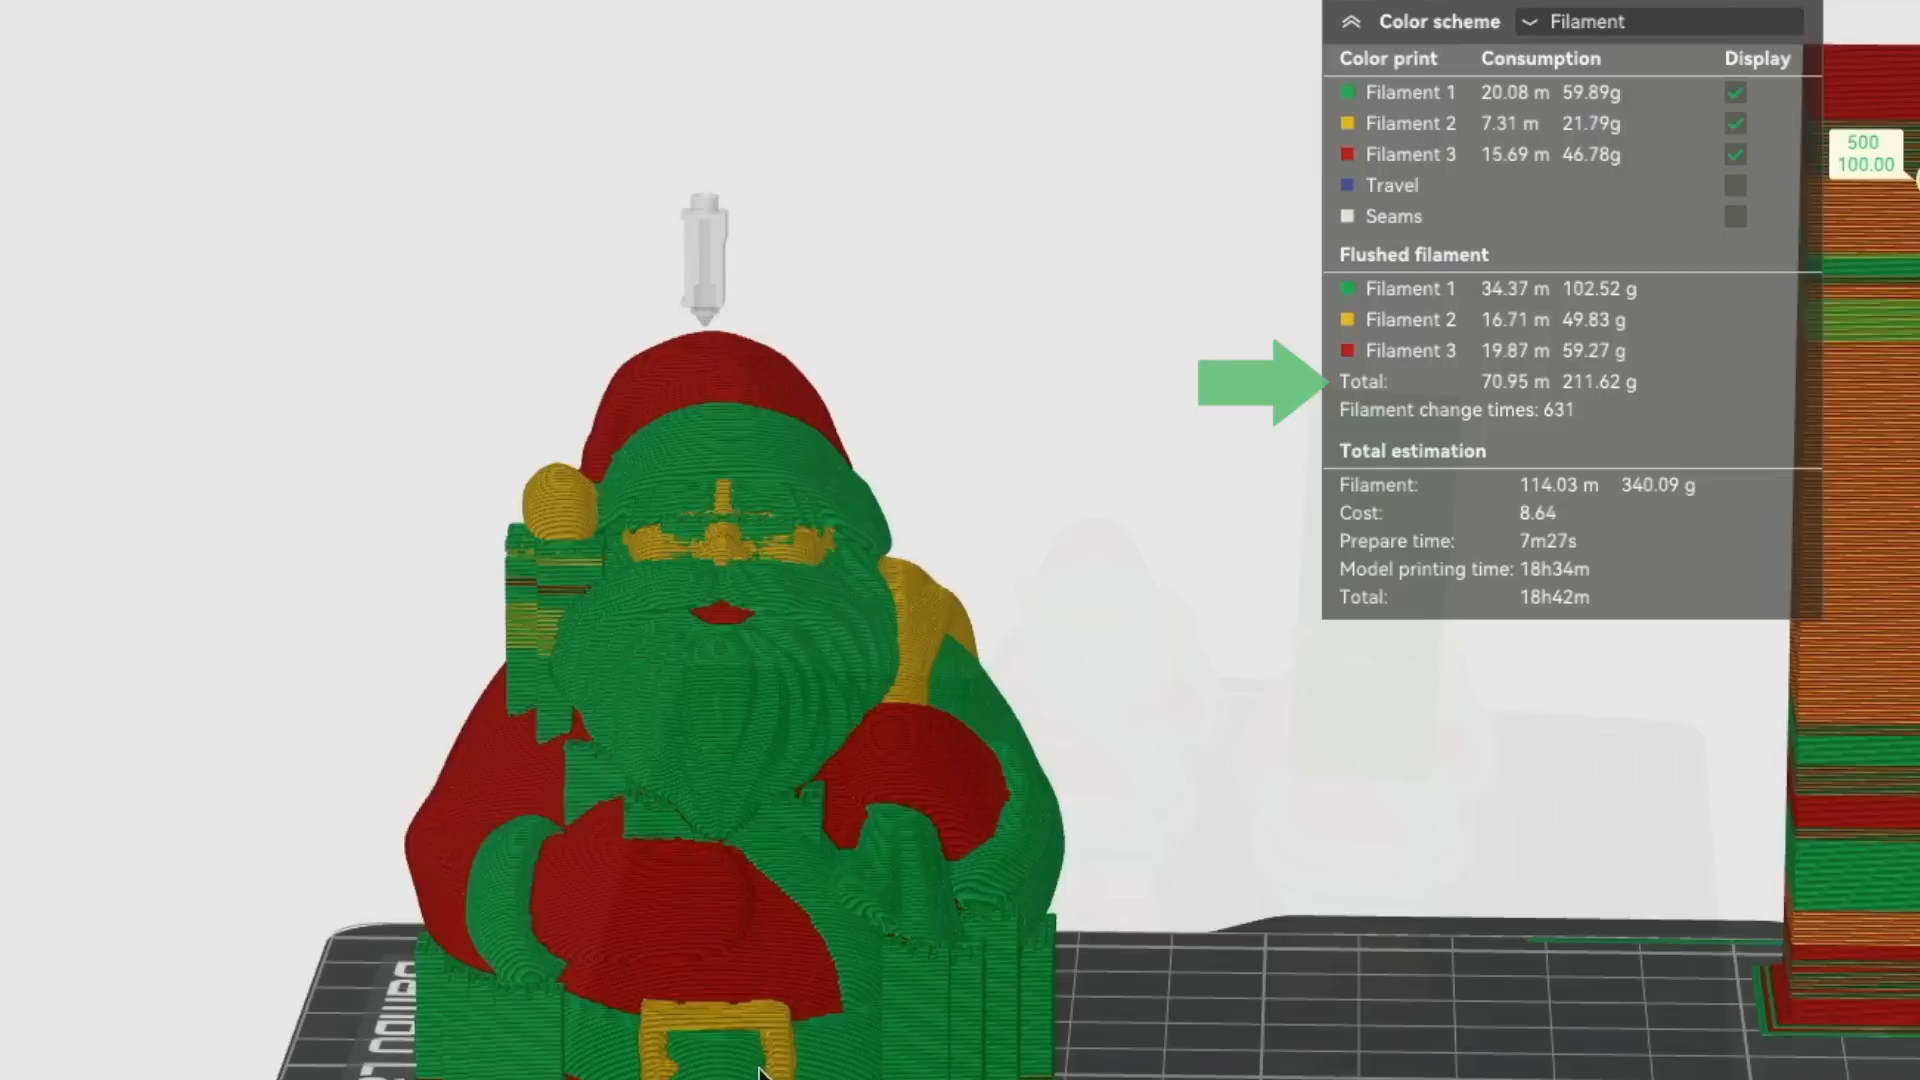 Color scheme Filament
Color print Consumption Display
Filament 1 20.08 m 59.89g
Filament 2 7.31 m 21.79g
Filament 3 15.69 m 46.78g
Travel
Seams
Flushed filament
Filament 1 34.37 m 102.52 g
Filament 2 16.71 m 49.83 g
Filament 3 19.87 m 59.27 g
Total: 70.95 m 211.62 g
Filament change times: 631
Total estimation
Filament: 114.03 m 340.09 g
Cost: 8.64
Prepare time: 7m27s
Model printing time: 18h34m
Total: 18h42m
500
100.00